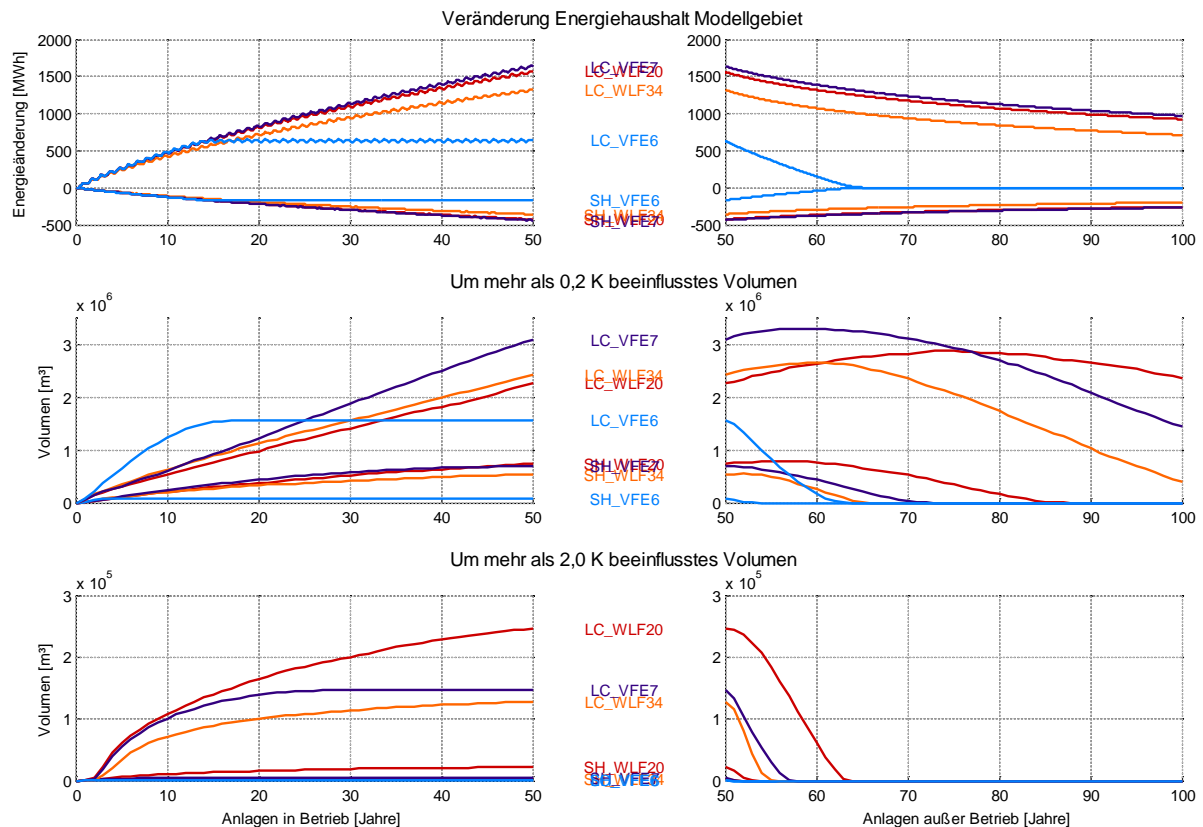 Veränderung Energiehaushalt Modellgebiet
Energieänderung [MWh]
2000
1500
1000
500
0
-500
0 10 20 30 40 50
LC_VFE7
LC_WLF20
LC_WLF34
LC_VFE6
SH_VFE6
SH_WLF34
SH_WLF20
SH_VFE7
2000
1500
1000
500
0
-500
50 60 70 80 90 100
Um mehr als 0,2 K beeinflusstes Volumen
x 10^6
Volumen [m³]
3
2
1
0
0 10 20 30 40 50
LC_VFE7
LC_WLF34
LC_WLF20
LC_VFE6
SH_WLF20
SH_VFE7
SH_WLF34
SH_VFE6
x 10^6
3
2
1
0
50 60 70 80 90 100
Um mehr als 2,0 K beeinflusstes Volumen
x 10^5
Volumen [m³]
3
2
1
0
0 10 20 30 40 50
Anlagen in Betrieb [Jahre]
LC_WLF20
LC_VFE7
LC_WLF34
SH_WLF20
x 10^5
3
2
1
0
50 60 70 80 90 100
Anlagen außer Betrieb [Jahre]